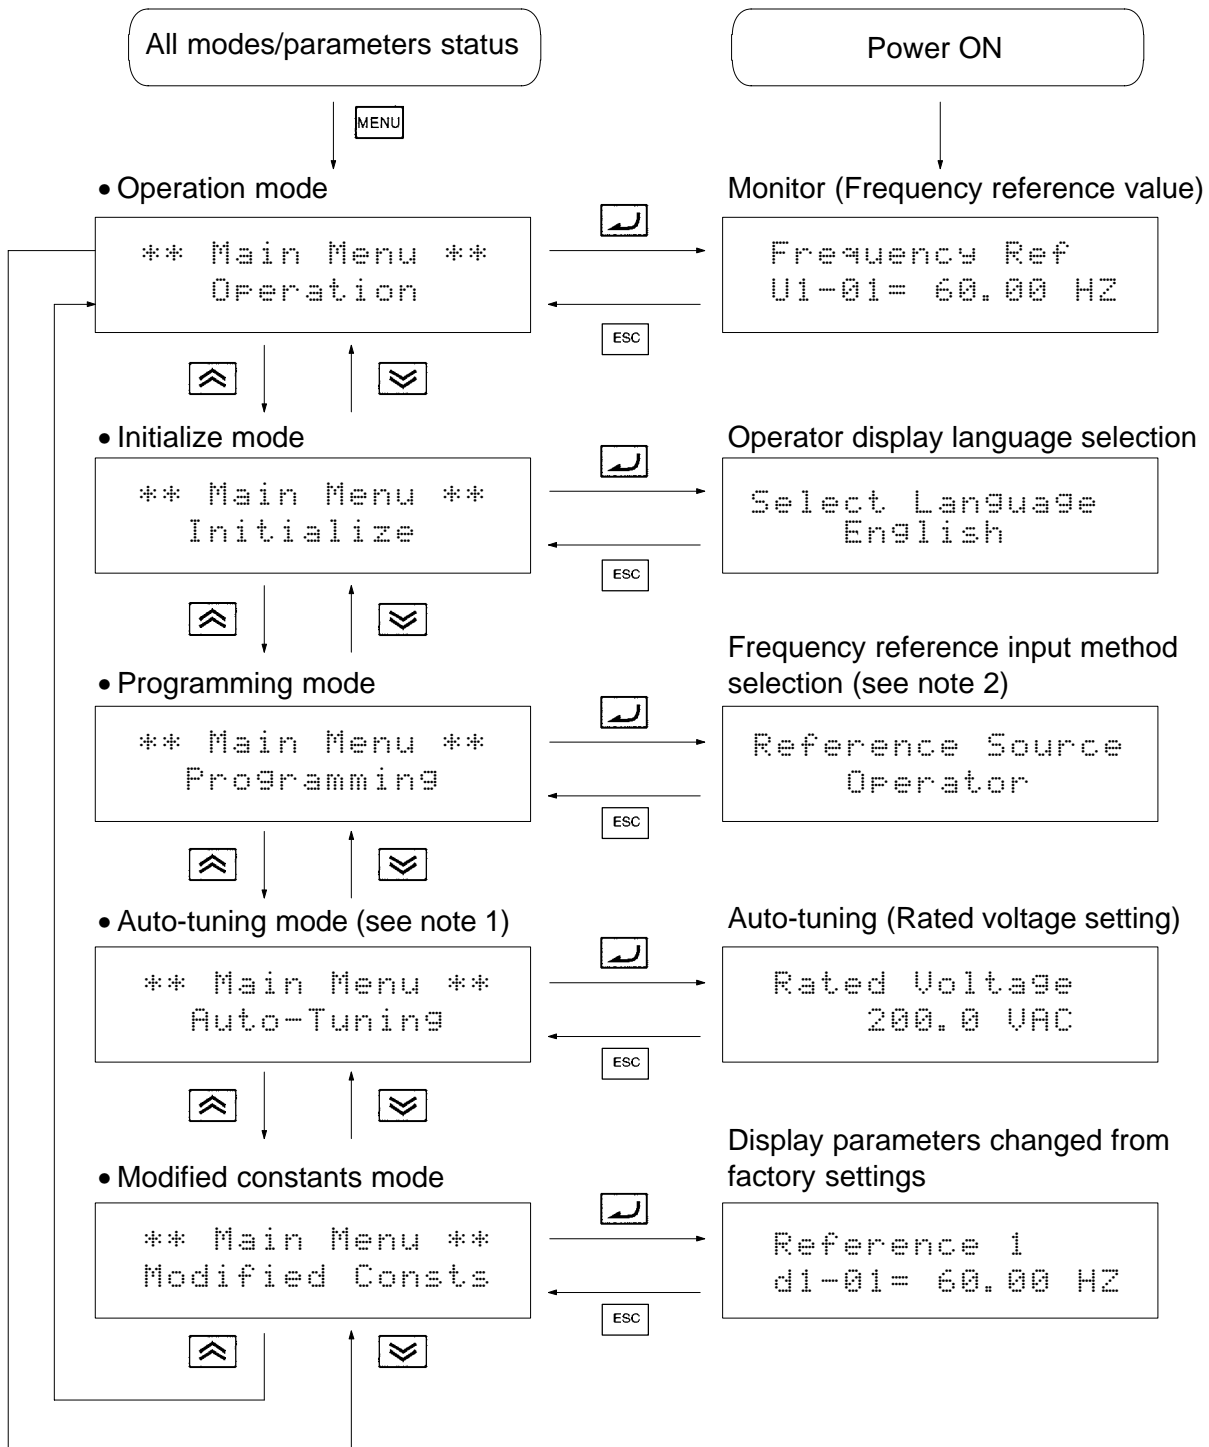 All modes/parameters status
Power ON
MENU
• Operation mode
Monitor (Frequency reference value)
** Main Menu **
Operation
Frequency Ref
U1-01= 60.00 HZ
ESC
• Initialize mode
Operator display language selection
** Main Menu **
Initialize
Select Language
English
ESC
• Programming mode
Frequency reference input method
selection (see note 2)
** Main Menu **
Programming
Reference Source
Operator
ESC
• Auto-tuning mode (see note 1)
Auto-tuning (Rated voltage setting)
** Main Menu **
Auto-Tuning
Rated Voltage
200.0 VAC
ESC
• Modified constants mode
Display parameters changed from
factory settings
** Main Menu **
Modified Consts
Reference 1
d1-01= 60.00 HZ
ESC